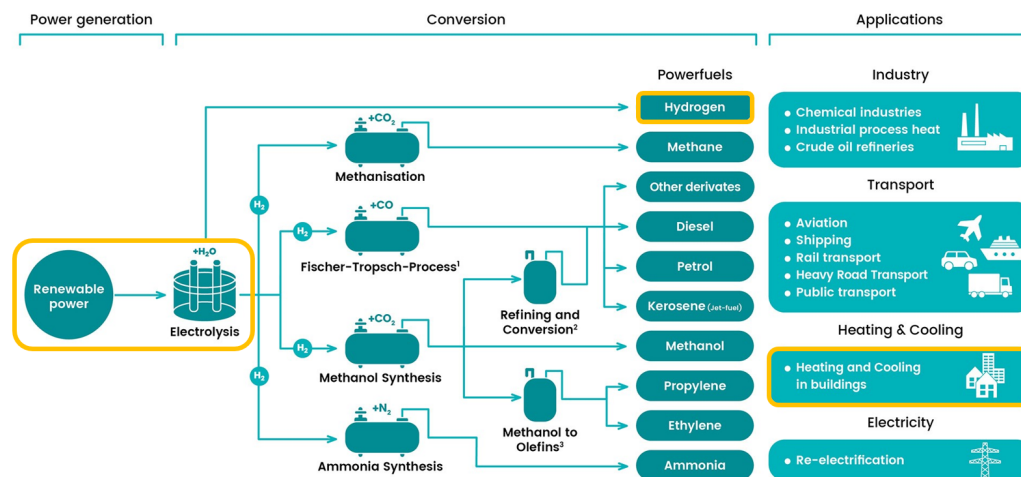 Power generation
Conversion
Applications
Powerfuels
Industry
Hydrogen
• Chemical industries
• Industrial process heat
• Crude oil refineries
+CO₂
Methanisation
Methane
H₂
Other derivates
Transport
+CO
H₂
Fischer-Tropsch-Process¹
Diesel
• Aviation
• Shipping
• Rail transport
• Heavy Road Transport
• Public transport
+H₂O
Renewable
power
Electrolysis
Petrol
Refining and
Conversion²
Kerosene (Jet-fuel)
+CO₂
H₂
Methanol Synthesis
Methanol
Heating & Cooling
• Heating and Cooling
in buildings
H₂
Propylene
+N₂
Ammonia Synthesis
Methanol to
Olefins³
Ethylene
Electricity
Ammonia
• Re-electrification